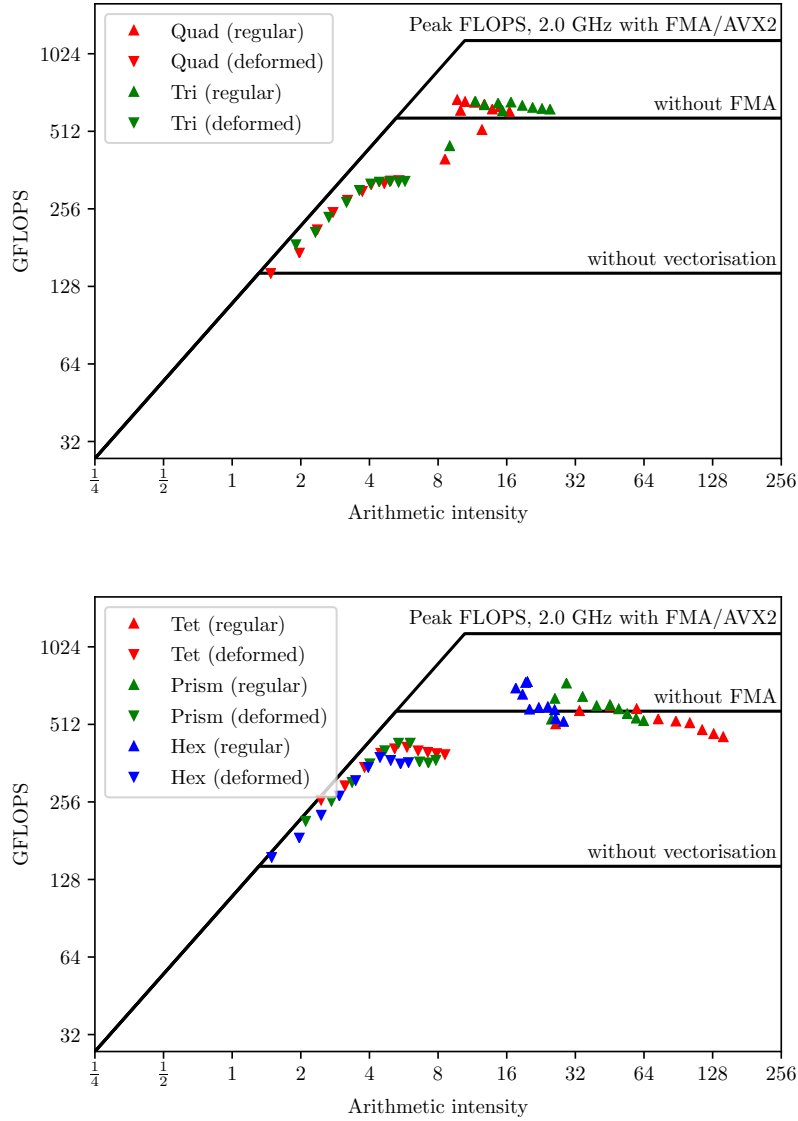 Peak FLOPS, 2.0 GHz with FMA/AVX2
without FMA
without vectorisation
Quad (regular)
Quad (deformed)
Tri (regular)
Tri (deformed)
GFLOPS
1024
512
256
128
64
32
1/4 1/2 1 2 4 8 16 32 64 128 256
Arithmetic intensity
Peak FLOPS, 2.0 GHz with FMA/AVX2
without FMA
without vectorisation
Tet (regular)
Tet (deformed)
Prism (regular)
Prism (deformed)
Hex (regular)
Hex (deformed)
GFLOPS
1024
512
256
128
64
32
1/4 1/2 1 2 4 8 16 32 64 128 256
Arithmetic intensity